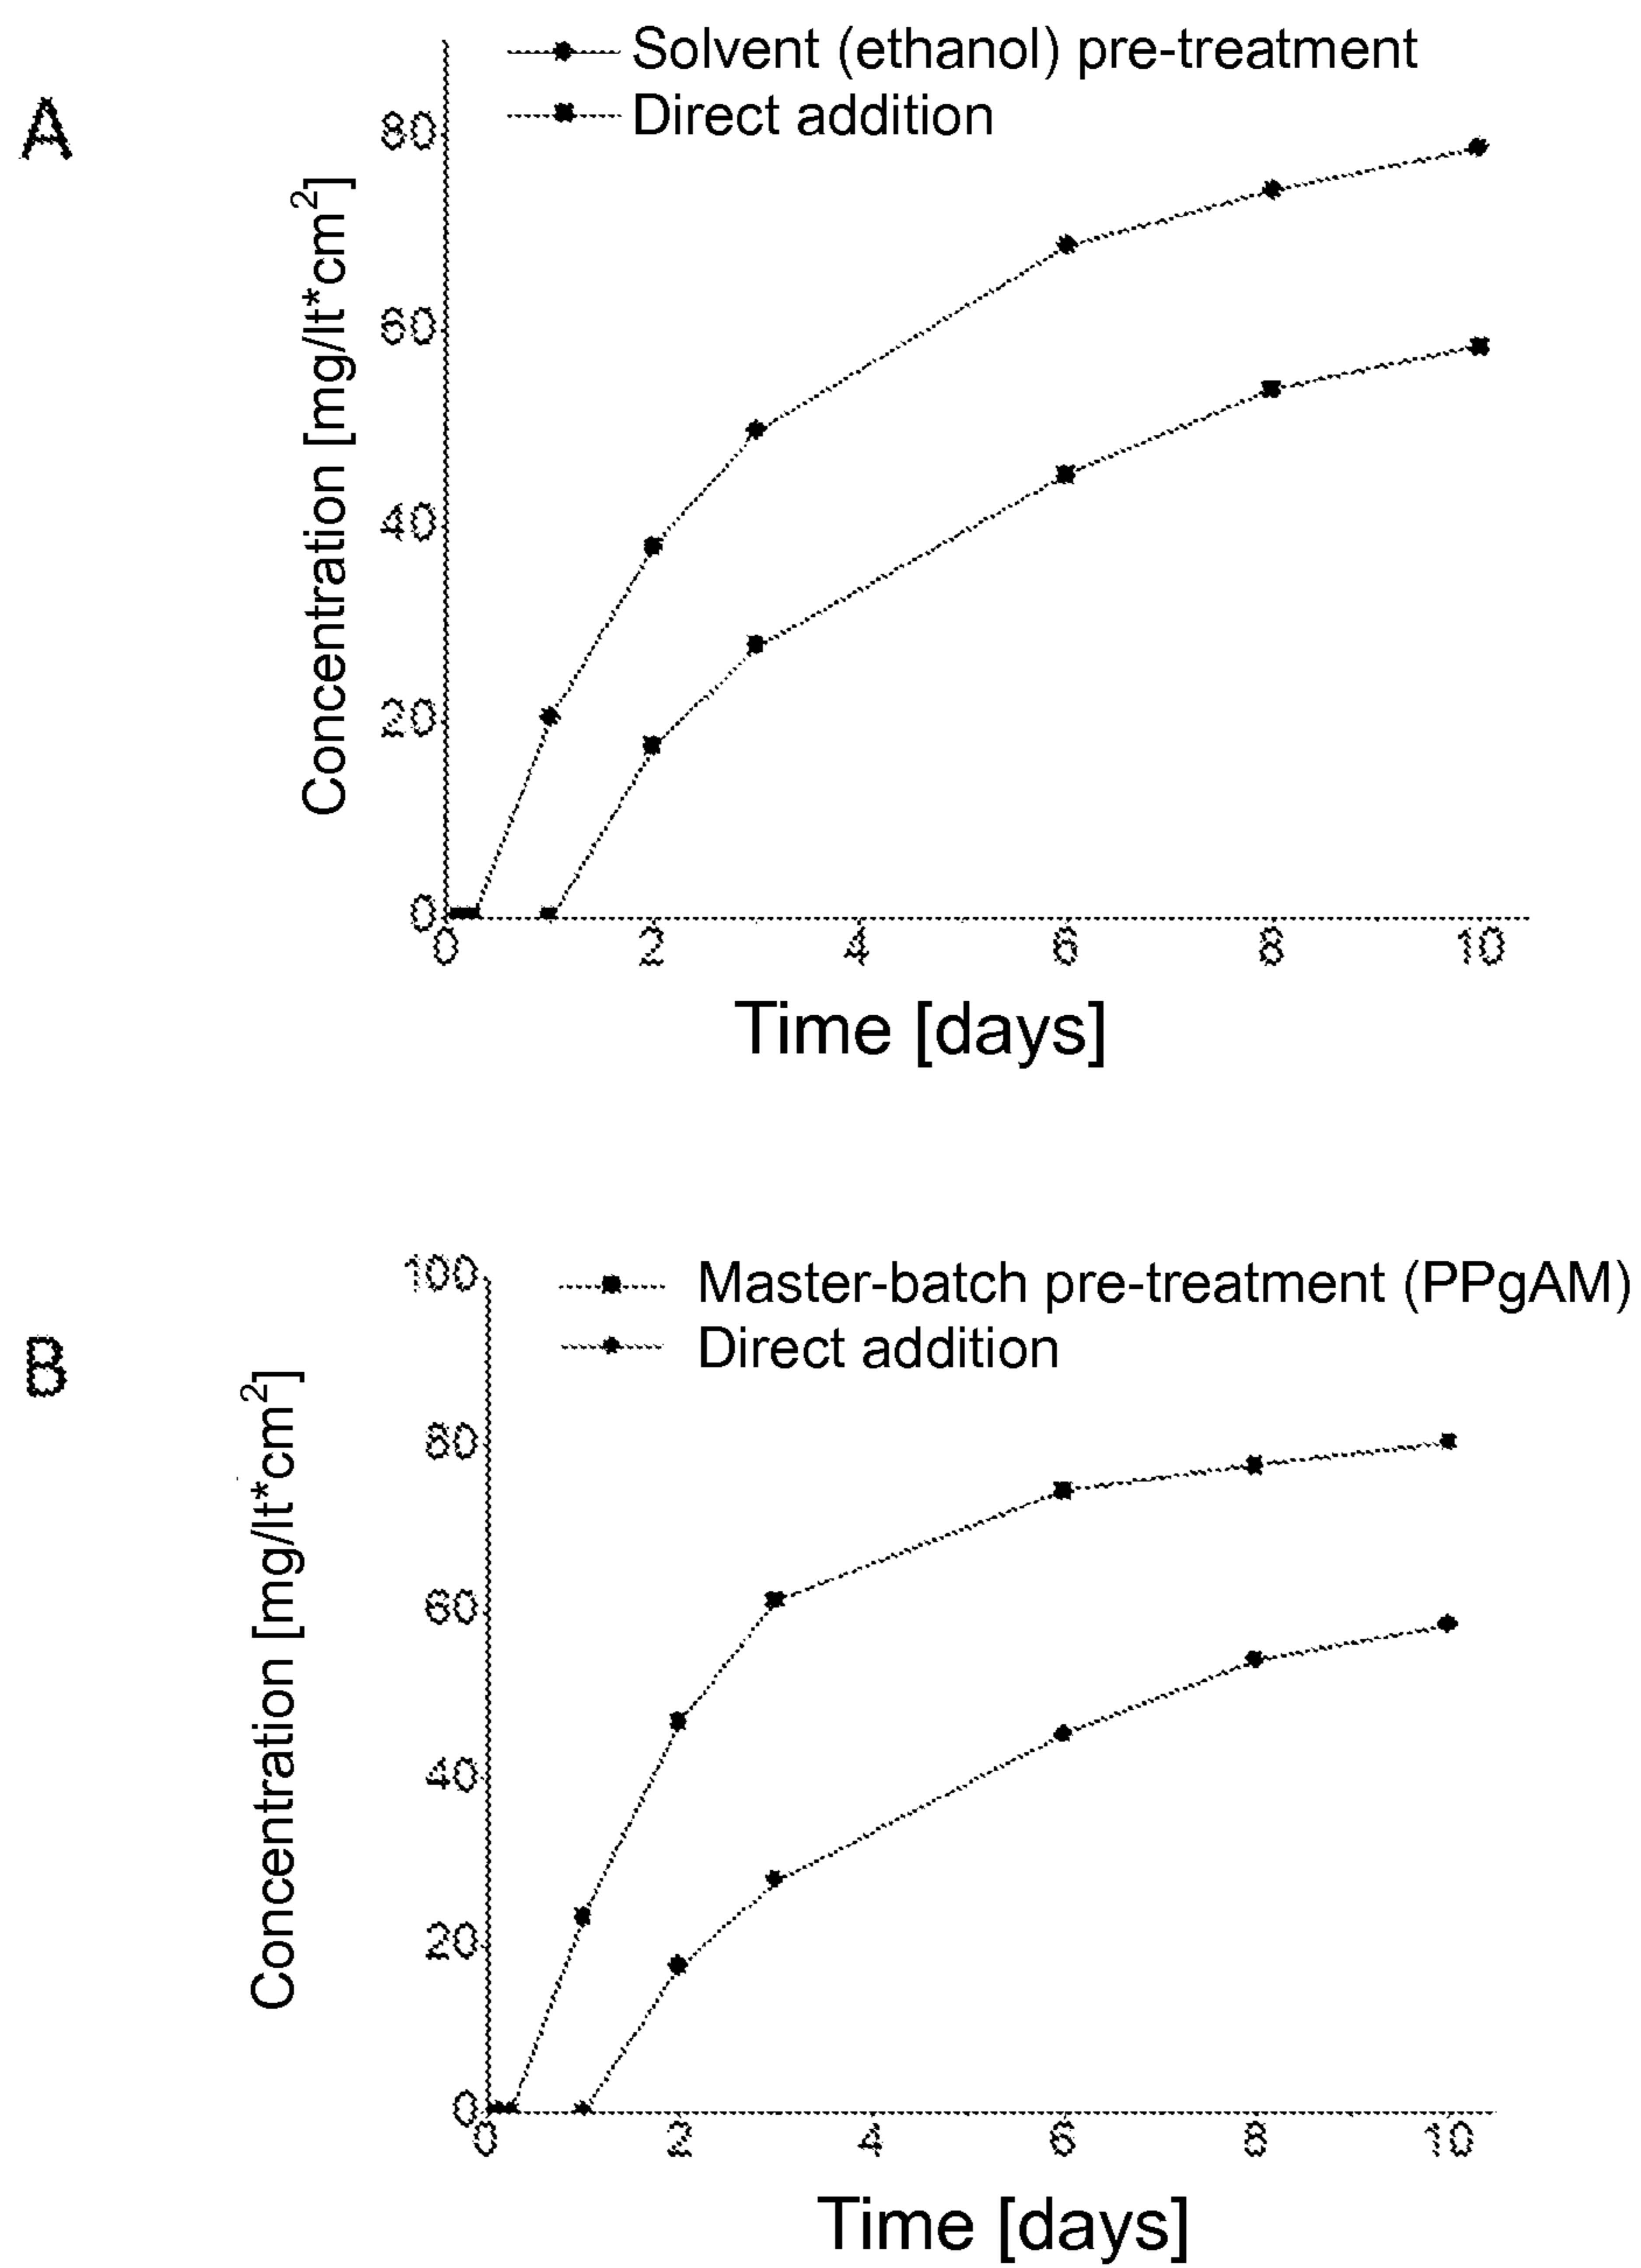 A
Solvent (ethanol) pre-treatment
Direct addition
Concentration [mg/lt*cm²]
80
60
40
20
0
0 2 4 6 8 10
Time [days]
B
Master-batch pre-treatment (PPgAM)
Direct addition
Concentration [mg/lt*cm²]
100
80
60
40
20
0
0 2 4 6 8 10
Time [days]